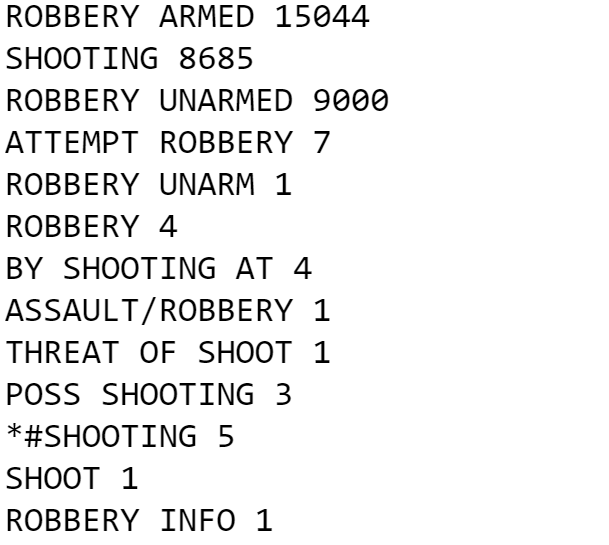 ROBBERY ARMED 15044
SHOOTING 8685
ROBBERY UNARMED 9000
ATTEMPT ROBBERY 7
ROBBERY UNARM 1
ROBBERY 4
BY SHOOTING AT 4
ASSAULT/ROBBERY 1
THREAT OF SHOOT 1
POSS SHOOTING 3
*#SHOOTING 5
SHOOT 1
ROBBERY INFO 1